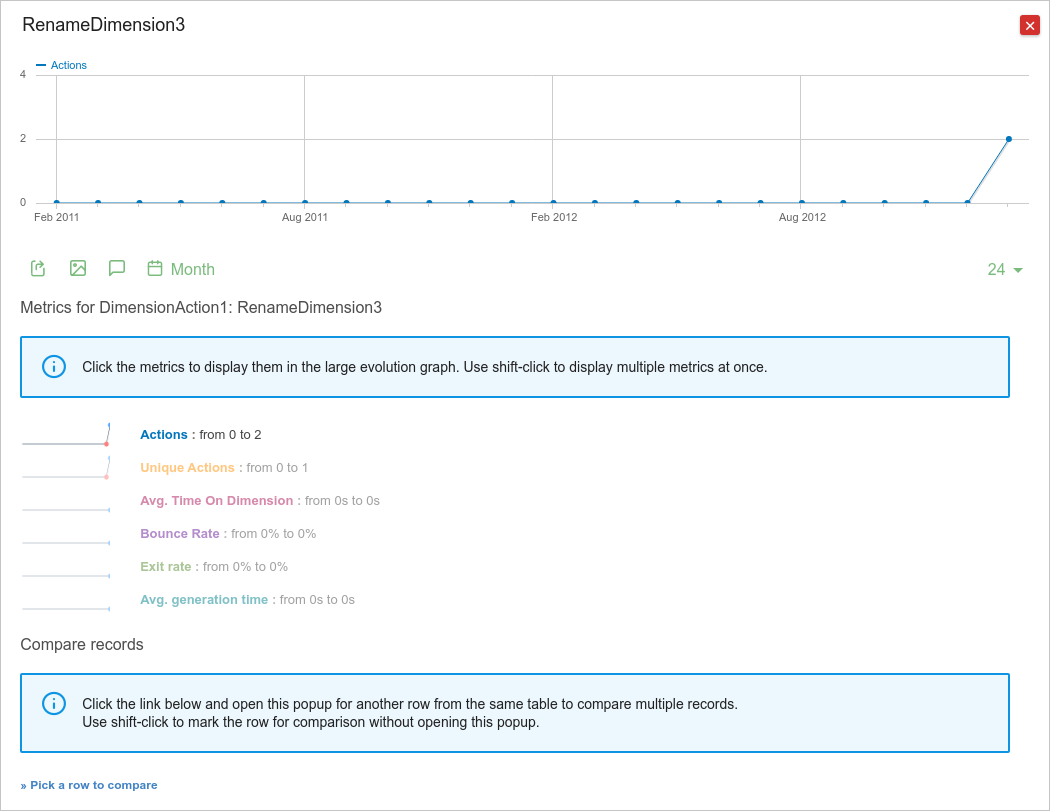 RenameDimension3
Actions
4
2
0
Feb 2011 Aug 2011 Feb 2012 Aug 2012
Month 24
Metrics for DimensionAction1: RenameDimension3
Click the metrics to display them in the large evolution graph. Use shift-click to display multiple metrics at once.
Actions : from 0 to 2
Unique Actions : from 0 to 1
Avg. Time On Dimension : from 0s to 0s
Bounce Rate : from 0% to 0%
Exit rate : from 0% to 0%
Avg. generation time : from 0s to 0s
Compare records
Click the link below and open this popup for another row from the same table to compare multiple records.
Use shift-click to mark the row for comparison without opening this popup.
» Pick a row to compare